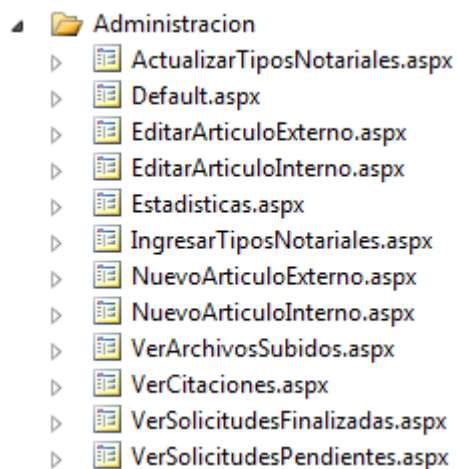 Administracion
ActualizarTiposNotariales.aspx
Default.aspx
EditarArticuloExterno.aspx
EditarArticuloInterno.aspx
Estadisticas.aspx
IngresarTiposNotariales.aspx
NuevoArticuloExterno.aspx
NuevoArticuloInterno.aspx
VerArchivosSubidos.aspx
VerCitaciones.aspx
VerSolicitudesFinalizadas.aspx
VerSolicitudesPendientes.aspx